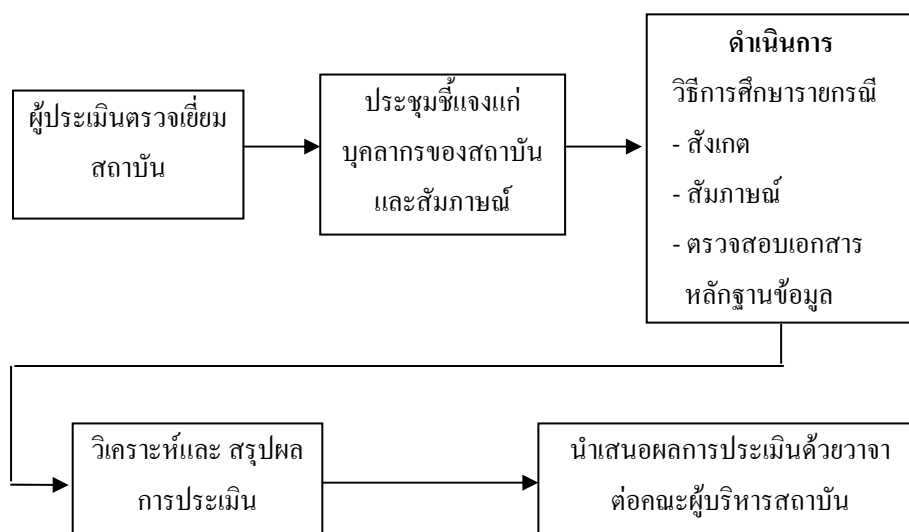 ผู้ประเมินตรวจเยี่ยม
สถาบัน
ประชุมชี้แจงแก่
บุคลากรของสถาบัน
และสัมภาษณ์
ดำเนินการ
วิธีการศึกษารายกรณี
- สังเกต
- สัมภาษณ์
- ตรวจสอบเอกสาร
หลักฐานข้อมูล
วิเคราะห์และ สรุปผล
การประเมิน
นำเสนอผลการประเมินด้วยวาจา
ต่อคณะผู้บริหารสถาบัน